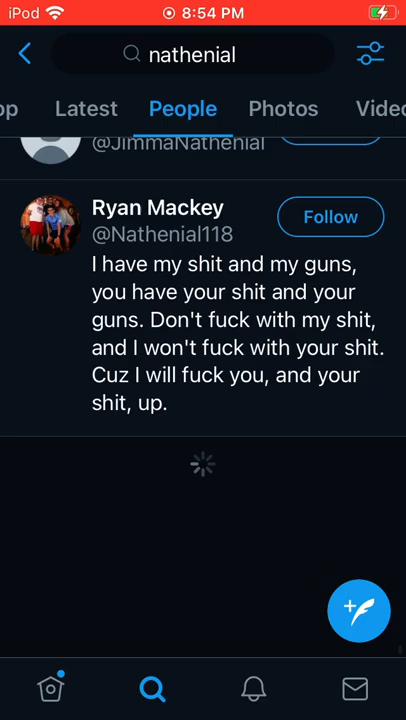 iPod 8:54 PM
nathenial
op Latest People Photos Video
@JimmaNathenial
Ryan Mackey
Follow
@Nathenial118
I have my shit and my guns,
you have your shit and your
guns. Don't fuck with my shit,
and I won't fuck with your shit.
Cuz I will fuck you, and your
shit, up.